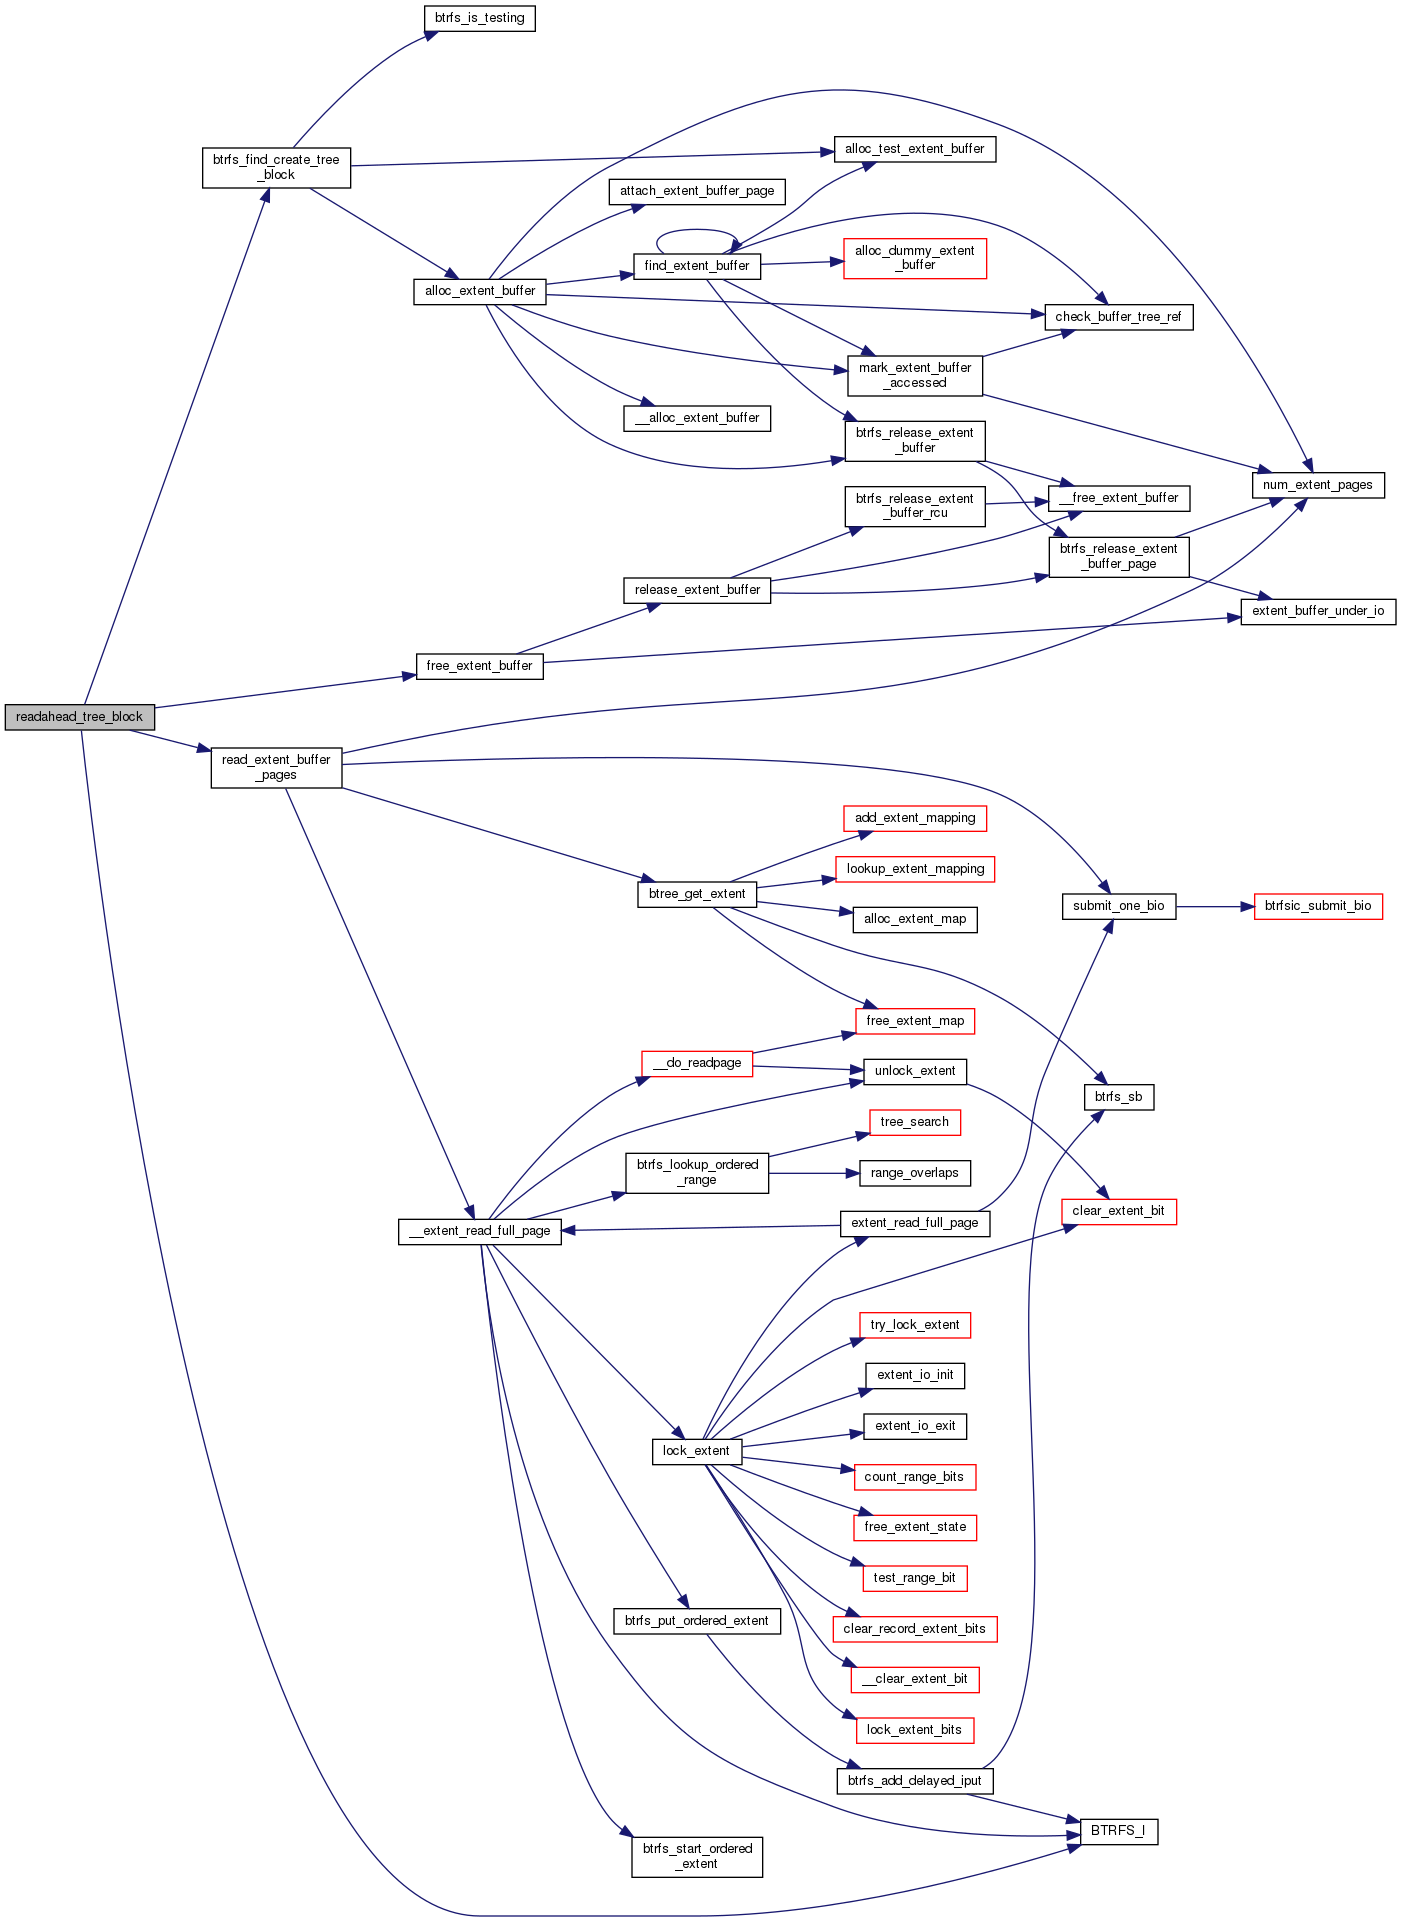 btrfs_is_testing
btrfs_find_create_tree
_block
alloc_test_extent_buffer
attach_extent_buffer_page
find_extent_buffer
alloc_dummy_extent
_buffer
alloc_extent_buffer
check_buffer_tree_ref
mark_extent_buffer
_accessed
__alloc_extent_buffer
btrfs_release_extent
_buffer
num_extent_pages
btrfs_release_extent
_buffer_rcu
__free_extent_buffer
btrfs_release_extent
_buffer_page
release_extent_buffer
extent_buffer_under_io
free_extent_buffer
readahead_tree_block
read_extent_buffer
_pages
add_extent_mapping
lookup_extent_mapping
btree_get_extent
alloc_extent_map
submit_one_bio
btrfsic_submit_bio
free_extent_map
__do_readpage
unlock_extent
btrfs_sb
tree_search
btrfs_lookup_ordered
_range
range_overlaps
clear_extent_bit
extent_read_full_page
__extent_read_full_page
try_lock_extent
extent_io_init
extent_io_exit
lock_extent
count_range_bits
free_extent_state
test_range_bit
btrfs_put_ordered_extent
clear_record_extent_bits
__clear_extent_bit
lock_extent_bits
btrfs_add_delayed_iput
BTRFS_I
btrfs_start_ordered
_extent